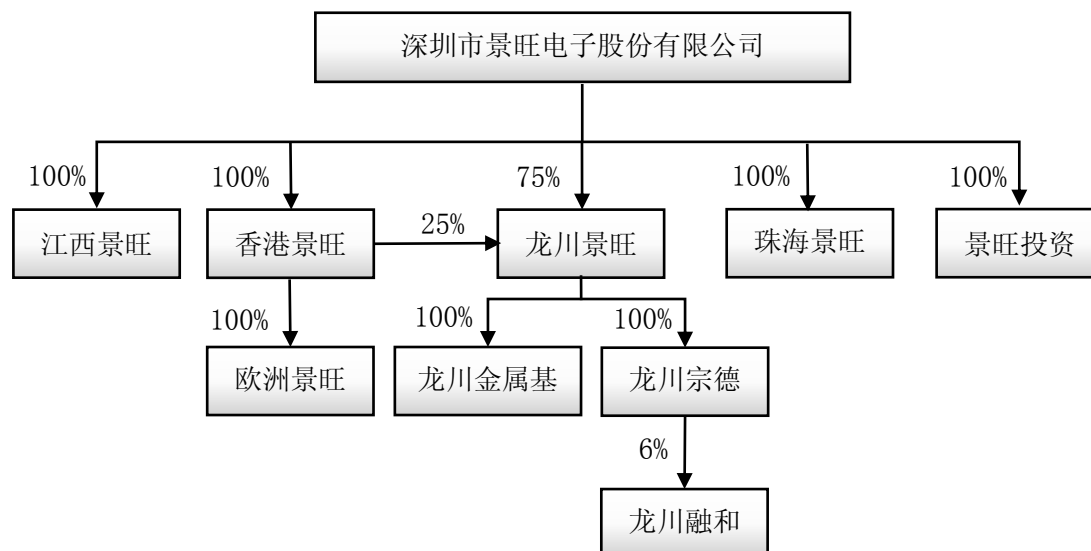 深圳市景旺电子股份有限公司
100%
100%
75%
100%
100%
江西景旺
香港景旺
25%
龙川景旺
珠海景旺
景旺投资
100%
100%
100%
欧洲景旺
龙川金属基
龙川宗德
6%
龙川融和